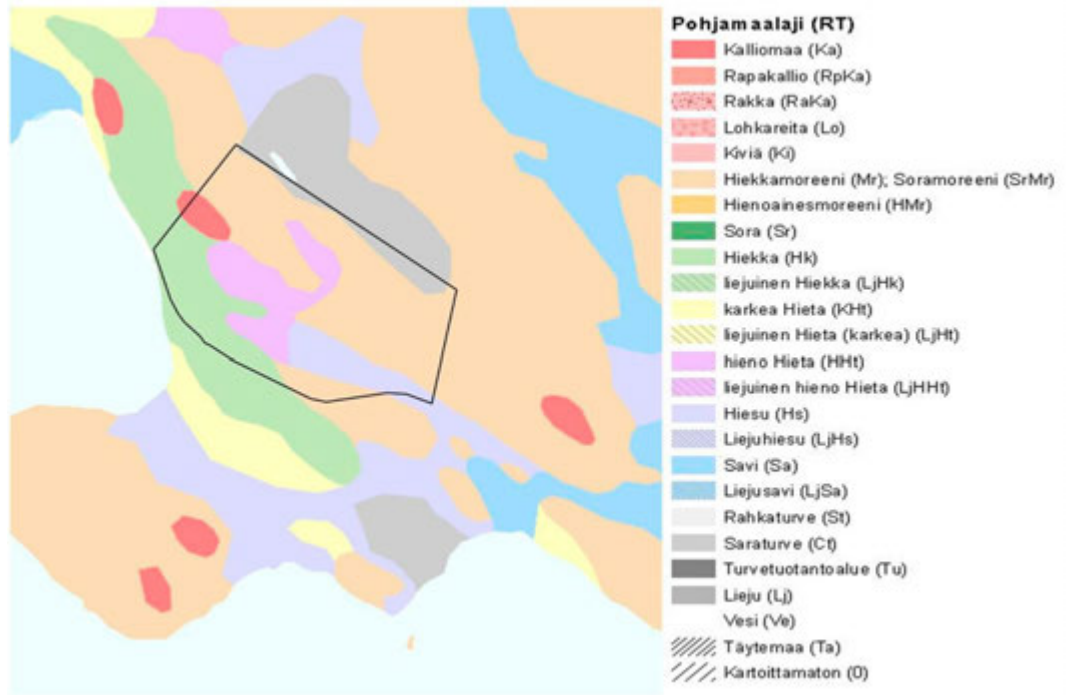 Pohjamaalaji (RT)
Kalliomaa (Ka)
Rapakallio (RpKa)
Rakka (RaKa)
Lohkareita (Lo)
Kiviä (Ki)
Hiekkamoreeni (Mr); Soramoreeni (SrMr)
Hienoainesmoreeni (HMr)
Sora (Sr)
Hiekka (Hk)
liejuinen Hiekka (LjHk)
karkea Hieta (KHt)
liejuinen Hieta (karkea) (LjHt)
hieno Hieta (HHt)
liejuinen hieno Hieta (LjHHt)
Hiesu (Hs)
Liejuhiesu (LjHs)
Savi (Sa)
Liejusavi (LjSa)
Rahkaturve (St)
Saraturve (Ct)
Turvetuotantoalue (Tu)
Lieju (Lj)
Vesi (Ve)
Täytemaa (Ta)
Kartoittamaton (0)